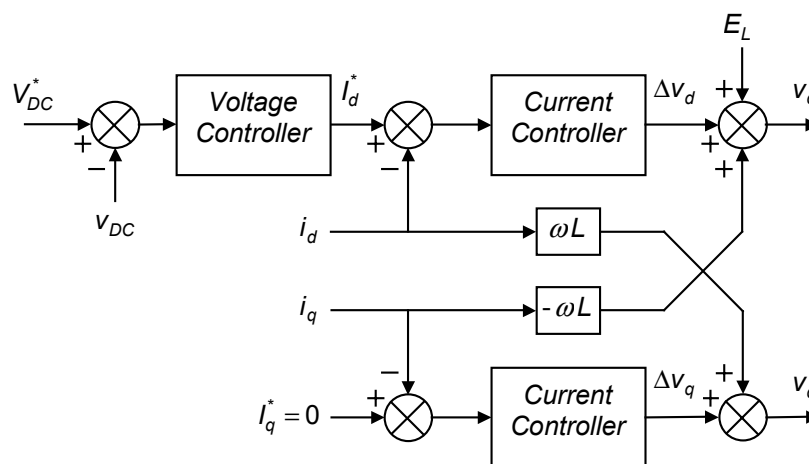 E_L
V*_DC
+
−
v_DC
Voltage
Controller
I*_d
+
−
Current
Controller
Δv_d
+
+
+
i_d
ωL
i_q
-ωL
−
+
I*_q = 0
Current
Controller
Δv_q
+
+